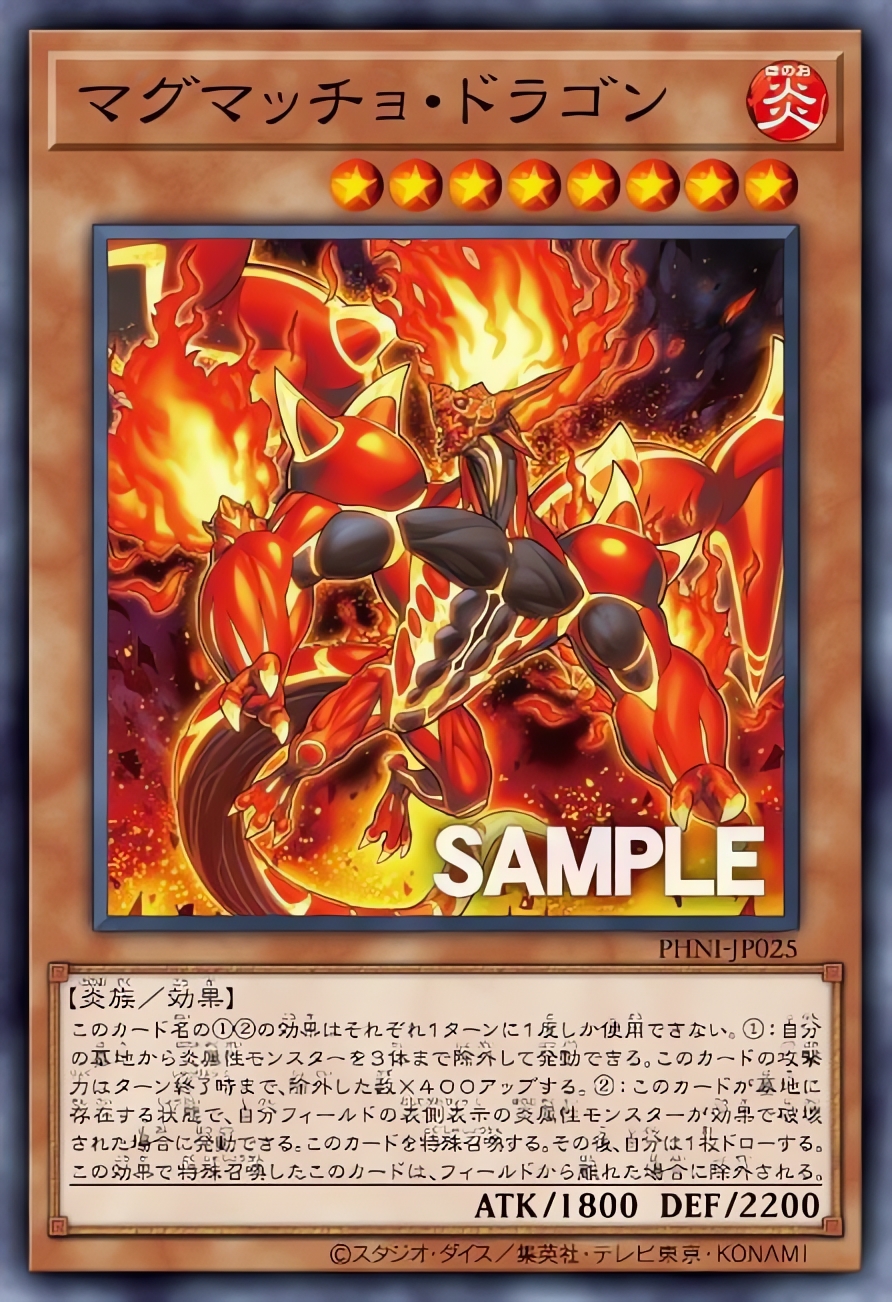 マグマッチョ・ドラゴン
炎
SAMPLE
PHNI-JP025
【炎族／効果】
このカード名の①②の効果はそれぞれ1ターンに1度しか使用できない。①：自分
の墓地から炎属性モンスターを３体まで除外して発動できる。このカードの攻撃
力はターン終了時まで、除外した数×４００アップする。②：このカードが墓地に
存在する状態で、自分フィールドの表側表示の炎属性モンスターが効果で破壊
された場合に発動できる。このカードを特殊召喚する。その後、自分は1枚ドローする。
この効果で特殊召喚したこのカードは、フィールドから離れた場合に除外される。
ATK/1800 DEF/2200
©スタジオ・ダイス／集英社・テレビ東京・KONAMI